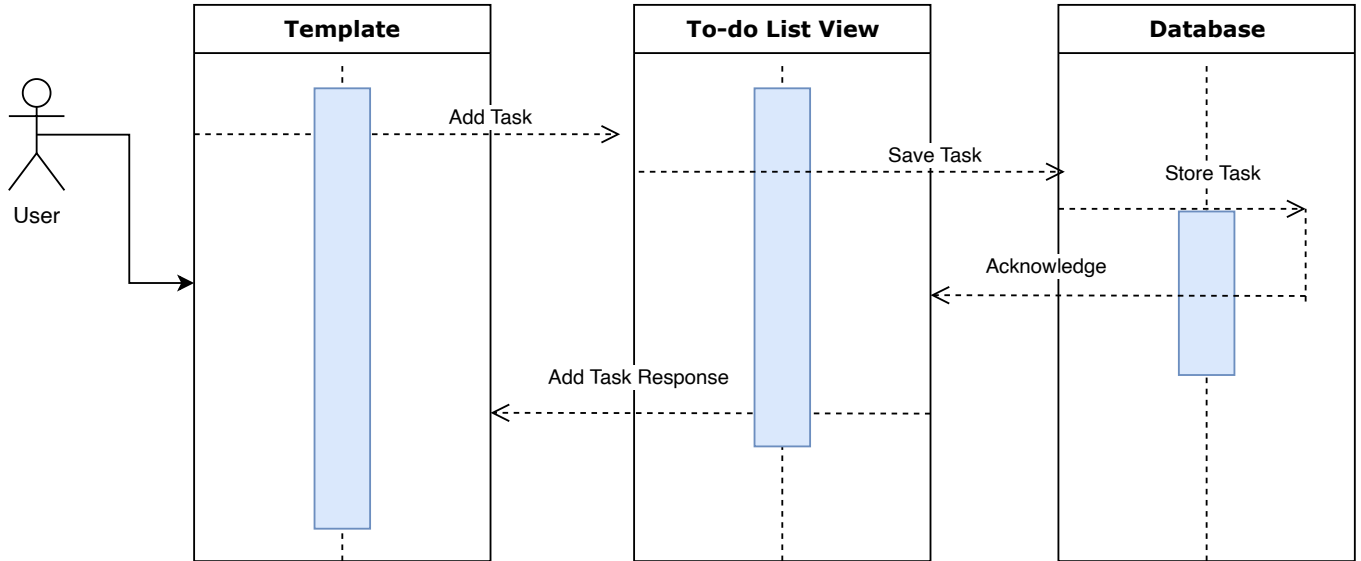 Template
To-do List View
Database
Add Task
Save Task
Store Task
User
Acknowledge
Add Task Response